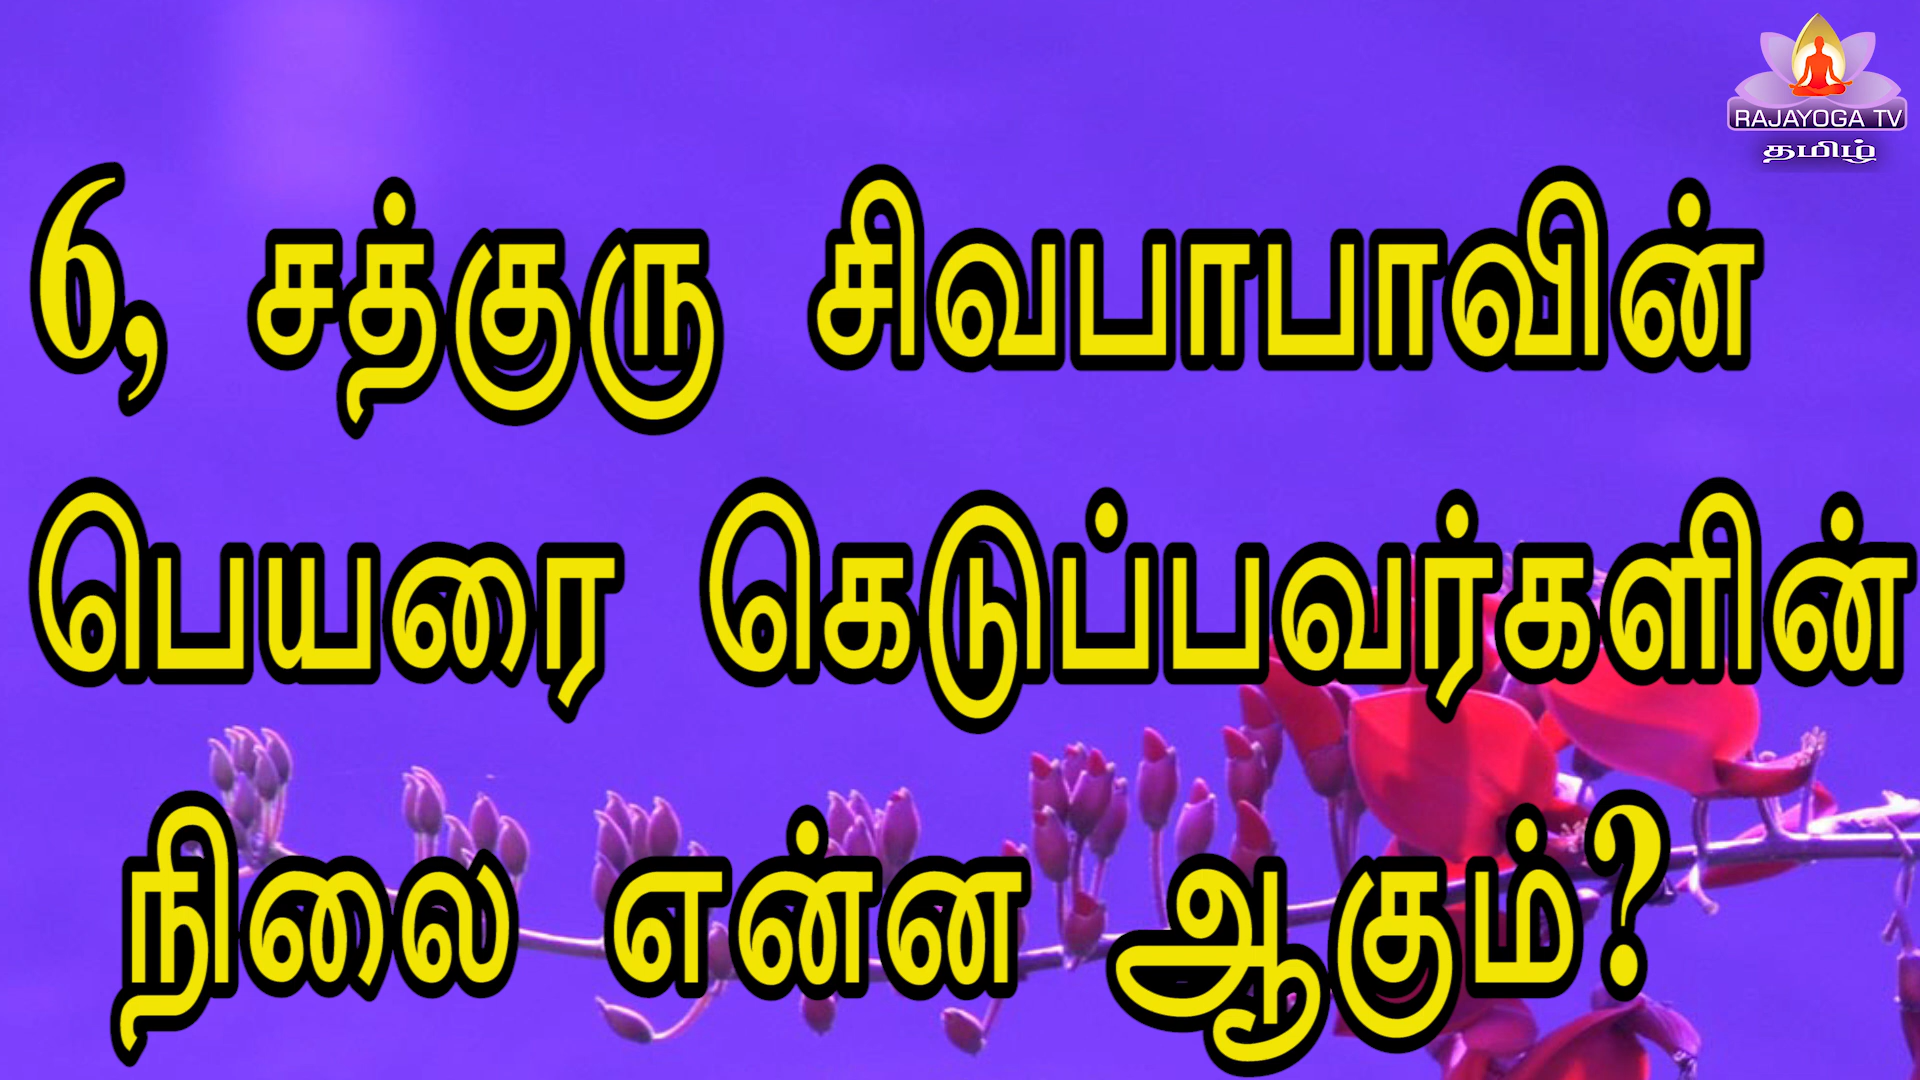 RAJAYOGA TV
தமிழ்
6, சத்குரு சிவபாபாவின்
பெயரை கெடுப்பவர்களின்
நிலை என்ன ஆகும்?